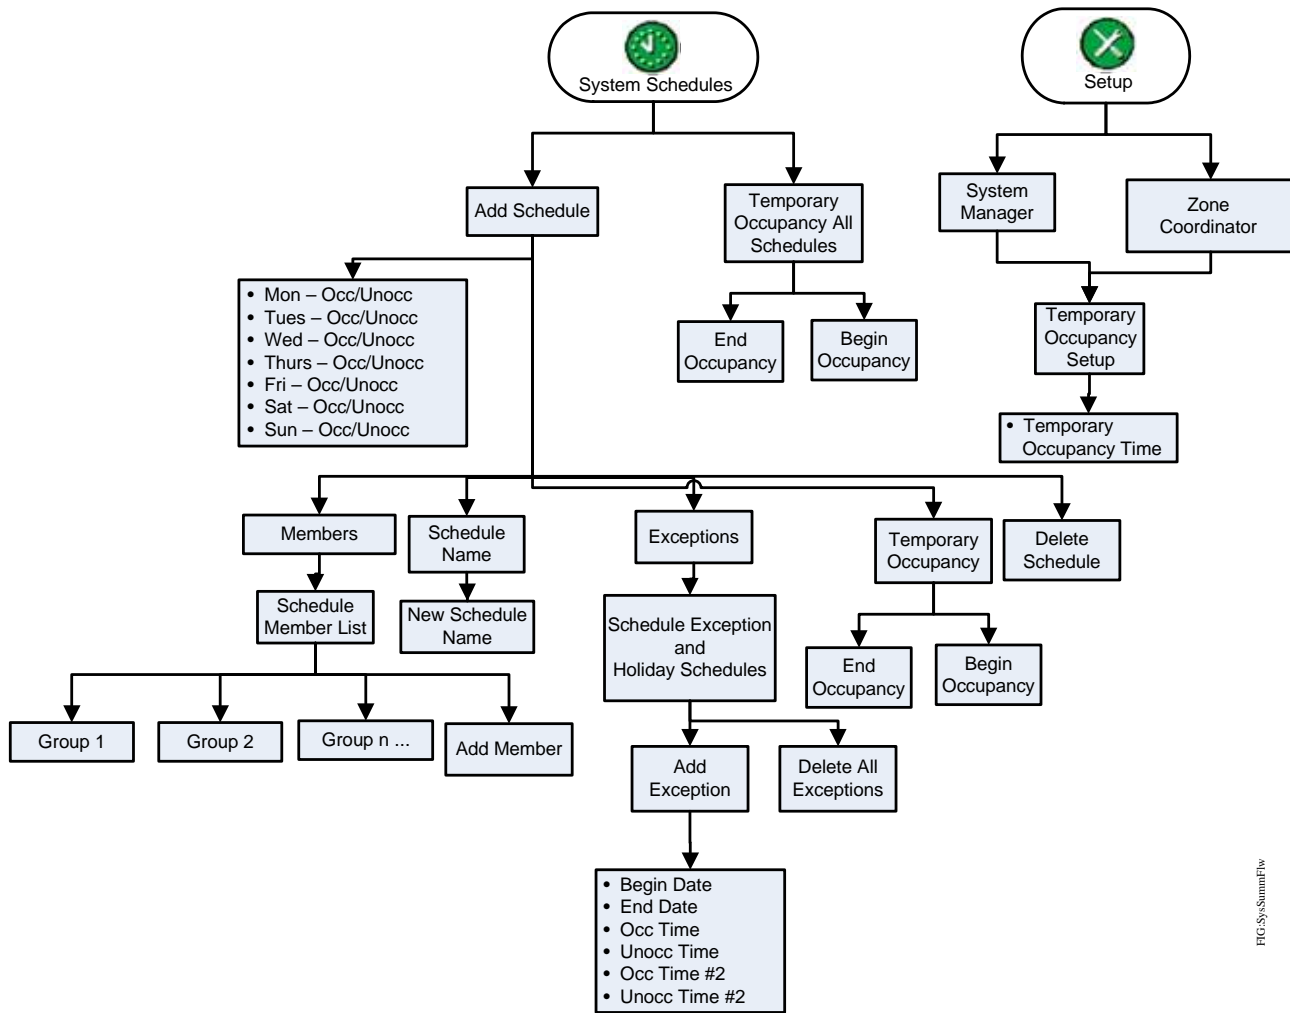 System Schedules
Setup
Add Schedule
Temporary
Occupancy All
Schedules
System
Manager
Zone
Coordinator
• Mon – Occ/Unocc
• Tues – Occ/Unocc
• Wed – Occ/Unocc
• Thurs – Occ/Unocc
• Fri – Occ/Unocc
• Sat – Occ/Unocc
• Sun – Occ/Unocc
End
Occupancy
Begin
Occupancy
Temporary
Occupancy
Setup
• Temporary
Occupancy Time
Members
Schedule
Name
Exceptions
Temporary
Occupancy
Delete
Schedule
Schedule
Member List
New Schedule
Name
Schedule Exception
and
Holiday Schedules
End
Occupancy
Begin
Occupancy
Group 1
Group 2
Group n ...
Add Member
Add
Exception
Delete All
Exceptions
• Begin Date
• End Date
• Occ Time
• Unocc Time
• Occ Time #2
• Unocc Time #2
FIG:SysSummFlw